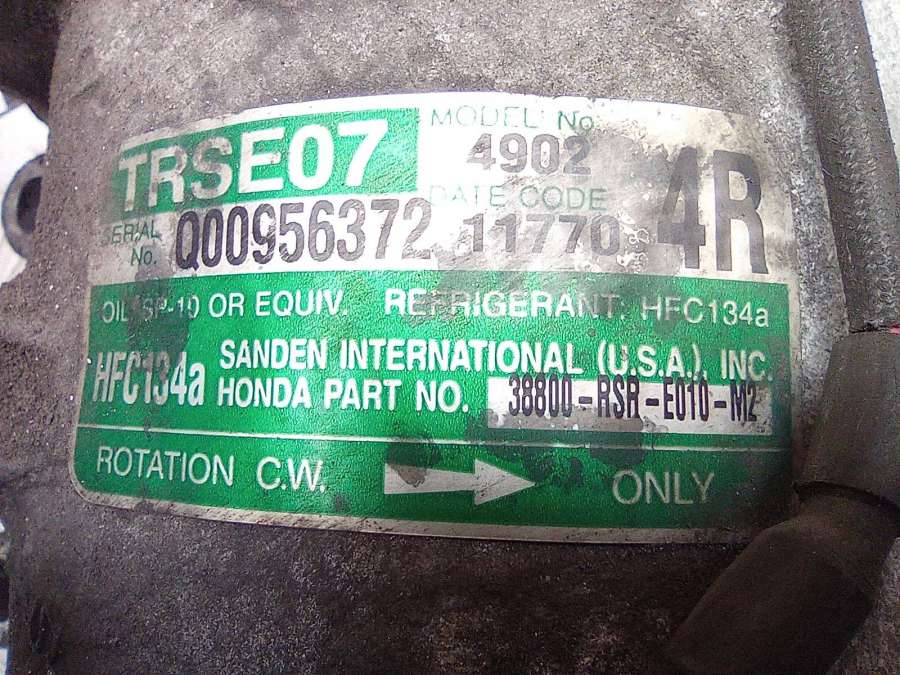 TRSE07
MODEL No.
4902
DATE CODE
11770
4R
SERIAL No.
Q00956372
OIL SP-10 OR EQUIV. REFRIGERANT: HFC134a
HFC134a
SANDEN INTERNATIONAL (U.S.A.), INC.
HONDA PART NO. 38800-RSR-E010-M2
ROTATION C.W. ONLY